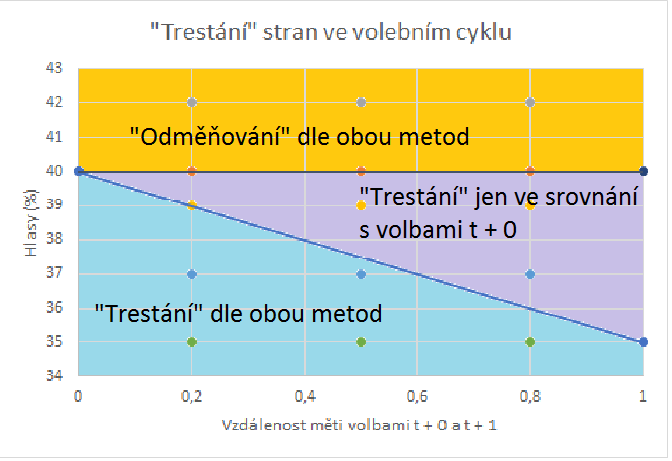 "Trestání" stran ve volebním cyklu
43
42
41
40
39
38
37
36
35
34
Hlasy (%)
"Odměňování" dle obou metod
"Trestání" jen ve srovnání
s volbami t + 0
"Trestání" dle obou metod
0
0,2
0,4
0,6
0,8
1
Vzdálenost měti volbami t + 0 a t + 1